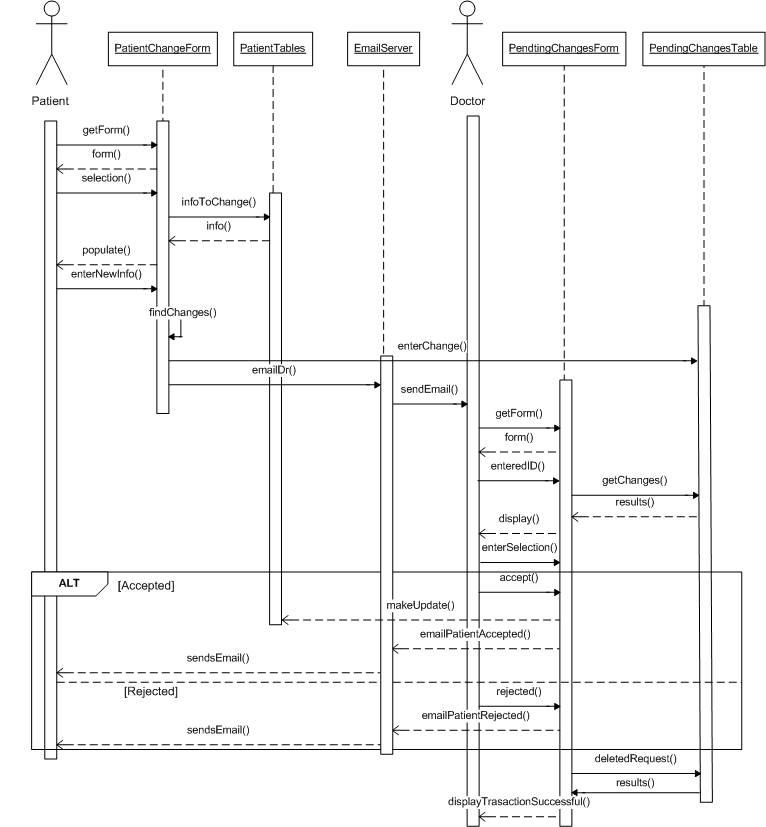 PatientChangeForm
PatientTables
EmailServer
PendtingChangesForm
PendingChangesTable
Patient
Doctor
getForm()
form()
selection()
infoToChange()
info()
populate()
enterNewInfo()
findChanges()
enterChange()
emailDr()
sendEmail()
getForm()
form()
enteredID()
getChanges()
results()
display()
enterSelection()
ALT
[Accepted]
accept()
makeUpdate()
emailPatientAccepted()
sendsEmail()
[Rejected]
rejected()
emailPatientRejected()
sendsEmail()
deletedRequest()
results()
displayTrasactionSuccessful()